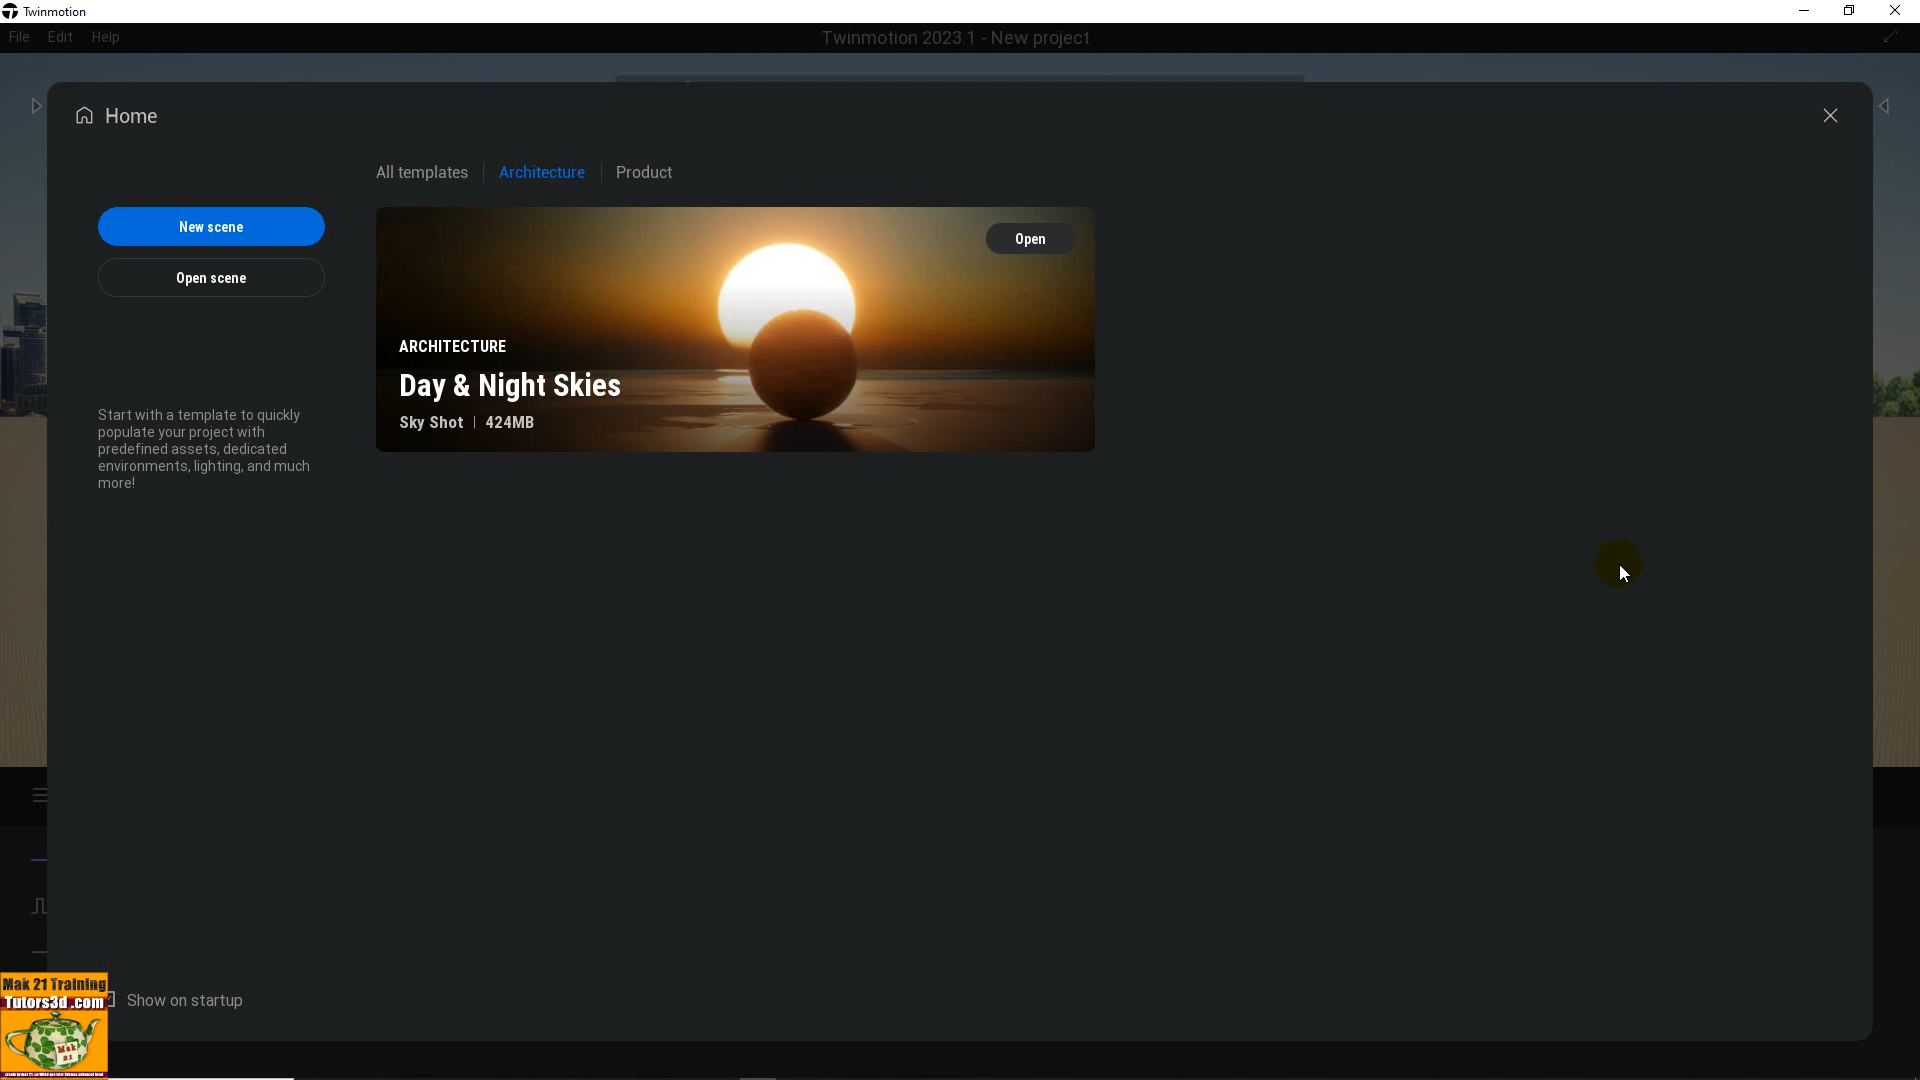 Twinmotion
File Edit Help
Twinmotion 2023.1 - New project
Home
All templates
Architecture
Product
New scene
Open scene
Start with a template to quickly
populate your project with
predefined assets, dedicated
environments, lighting, and much
more!
Open
ARCHITECTURE
Day & Night Skies
Sky Shot | 424MB
Show on startup
Mak 21 Training
Tutors3d .com
Mak
21